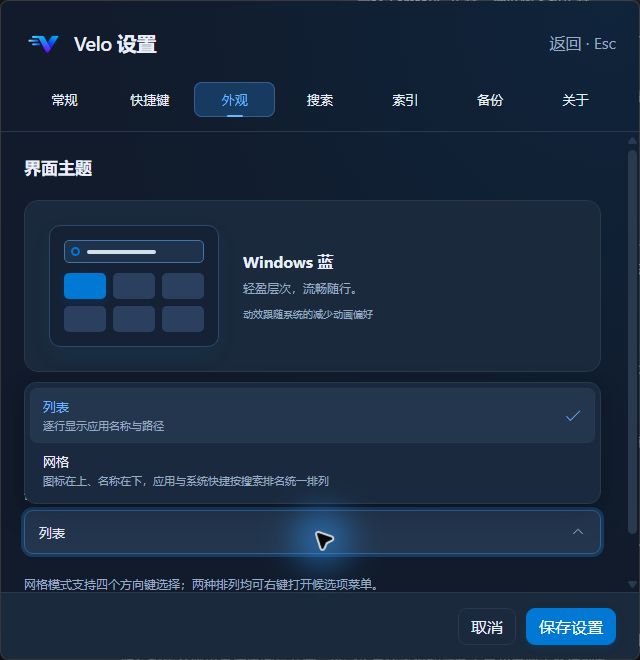 Velo 设置
返回 · Esc
常规
快捷键
外观
搜索
索引
备份
关于
界面主题
Windows 蓝
轻盈层次，流畅随行。
动效跟随系统的减少动画偏好
列表
逐行显示应用名称与路径
网格
图标在上、名称在下，应用与系统快捷按搜索排名统一排列
列表
网格模式支持四个方向键选择；两种排列均可右键打开候选项菜单。
取消
保存设置